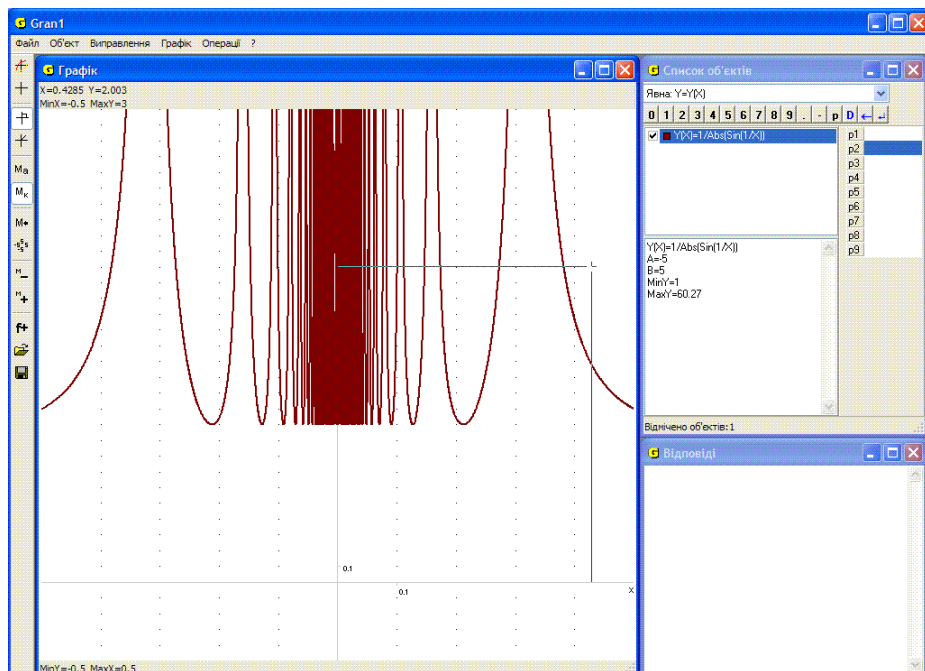 Gran1
Файл Об'єкт Виправлення Графік Операції ?
Графік
X=0.4285 Y=2.003
MinX=-0.5 MaxY=3
0.1
0.1
X
MinY=-0.5 MaxX=0.5
Ma
Mк
M
M
M
f+
Список об'єктів
Явна: Y=Y(X)
0 1 2 3 4 5 6 7 8 9 . - p D ← ↵
Y(X)=1/Abs(Sin(1/X))
p1
p2
p3
p4
p5
p6
p7
p8
p9
Y(X)=1/Abs(Sin(1/X))
A=-5
B=5
MinY=1
MaxY=60.27
Відмічено об'єктів:1
Відповіді